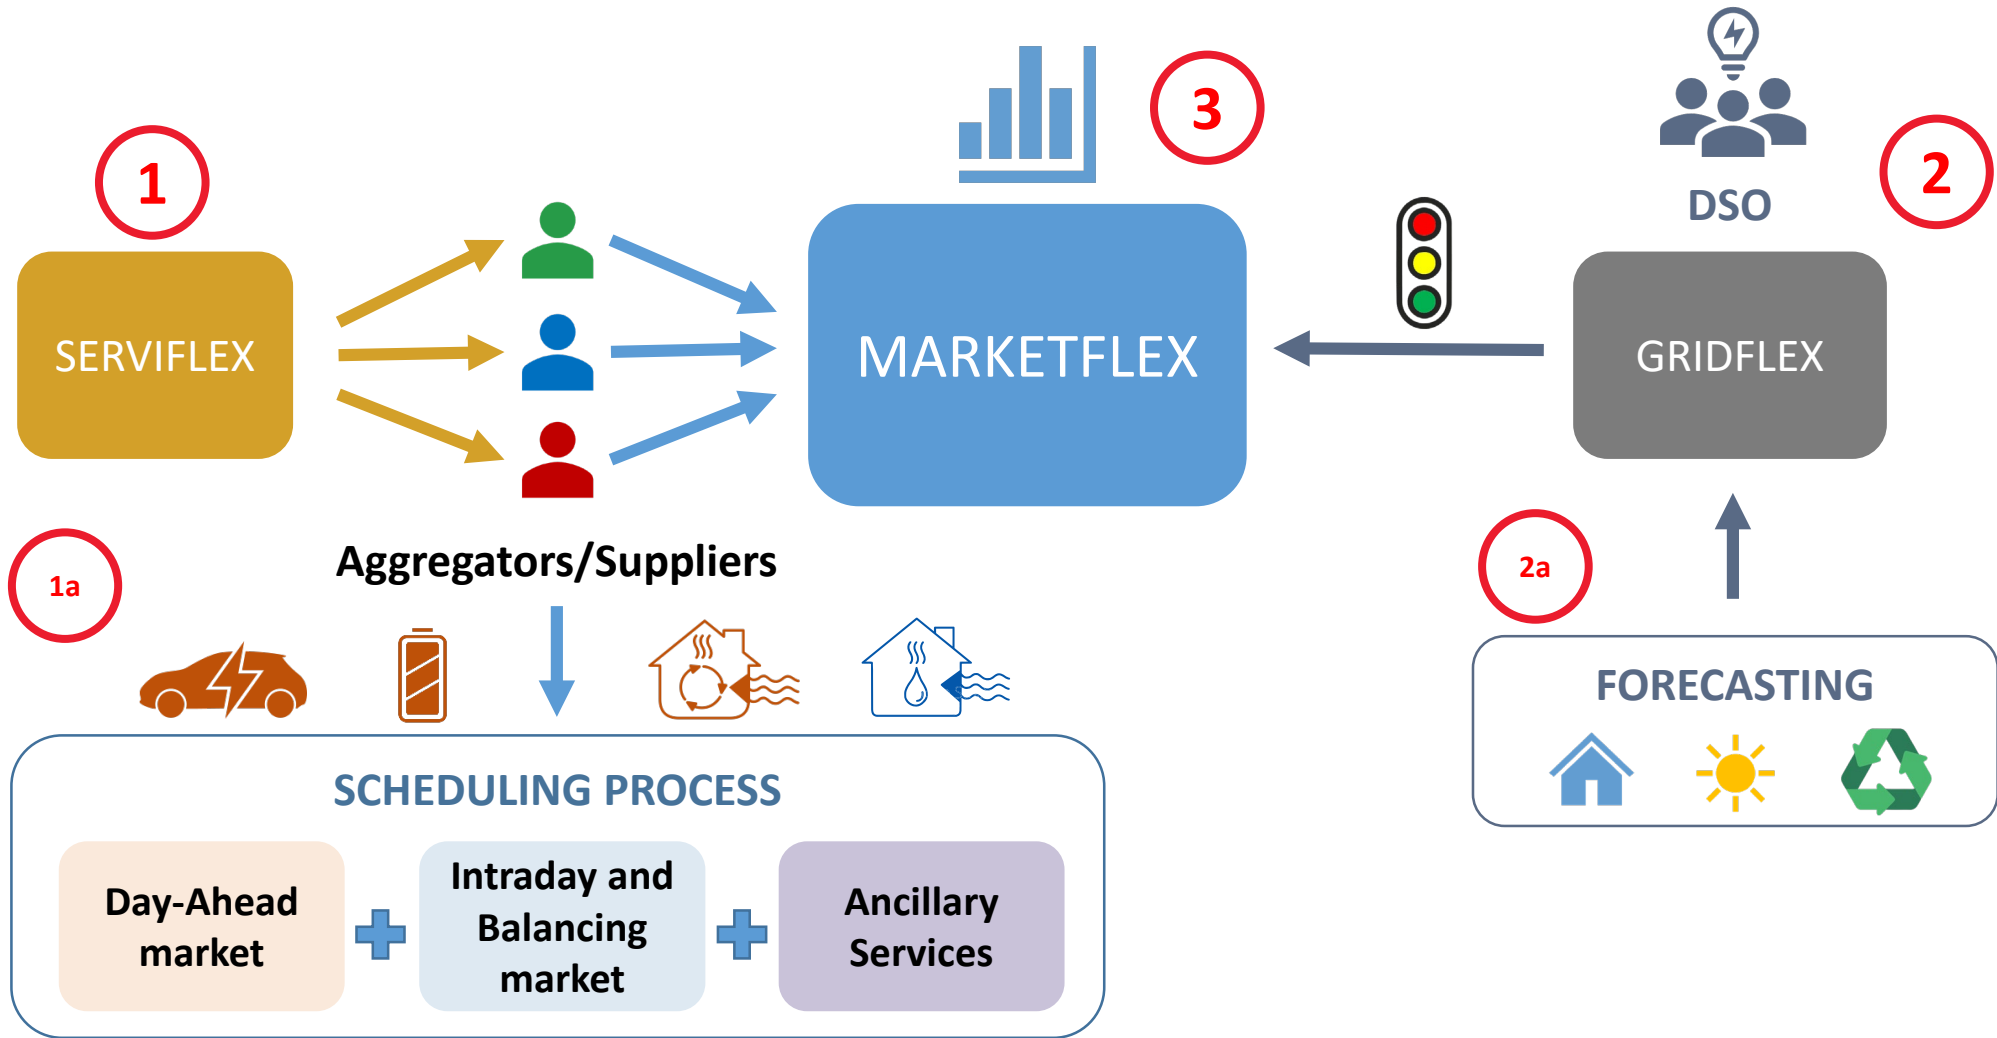 1
3
2
DSO
SERVIFLEX
MARKETFLEX
GRIDFLEX
1a
Aggregators/Suppliers
2a
FORECASTING
SCHEDULING PROCESS
Day-Ahead
market
Intraday and
Balancing
market
Ancillary
Services